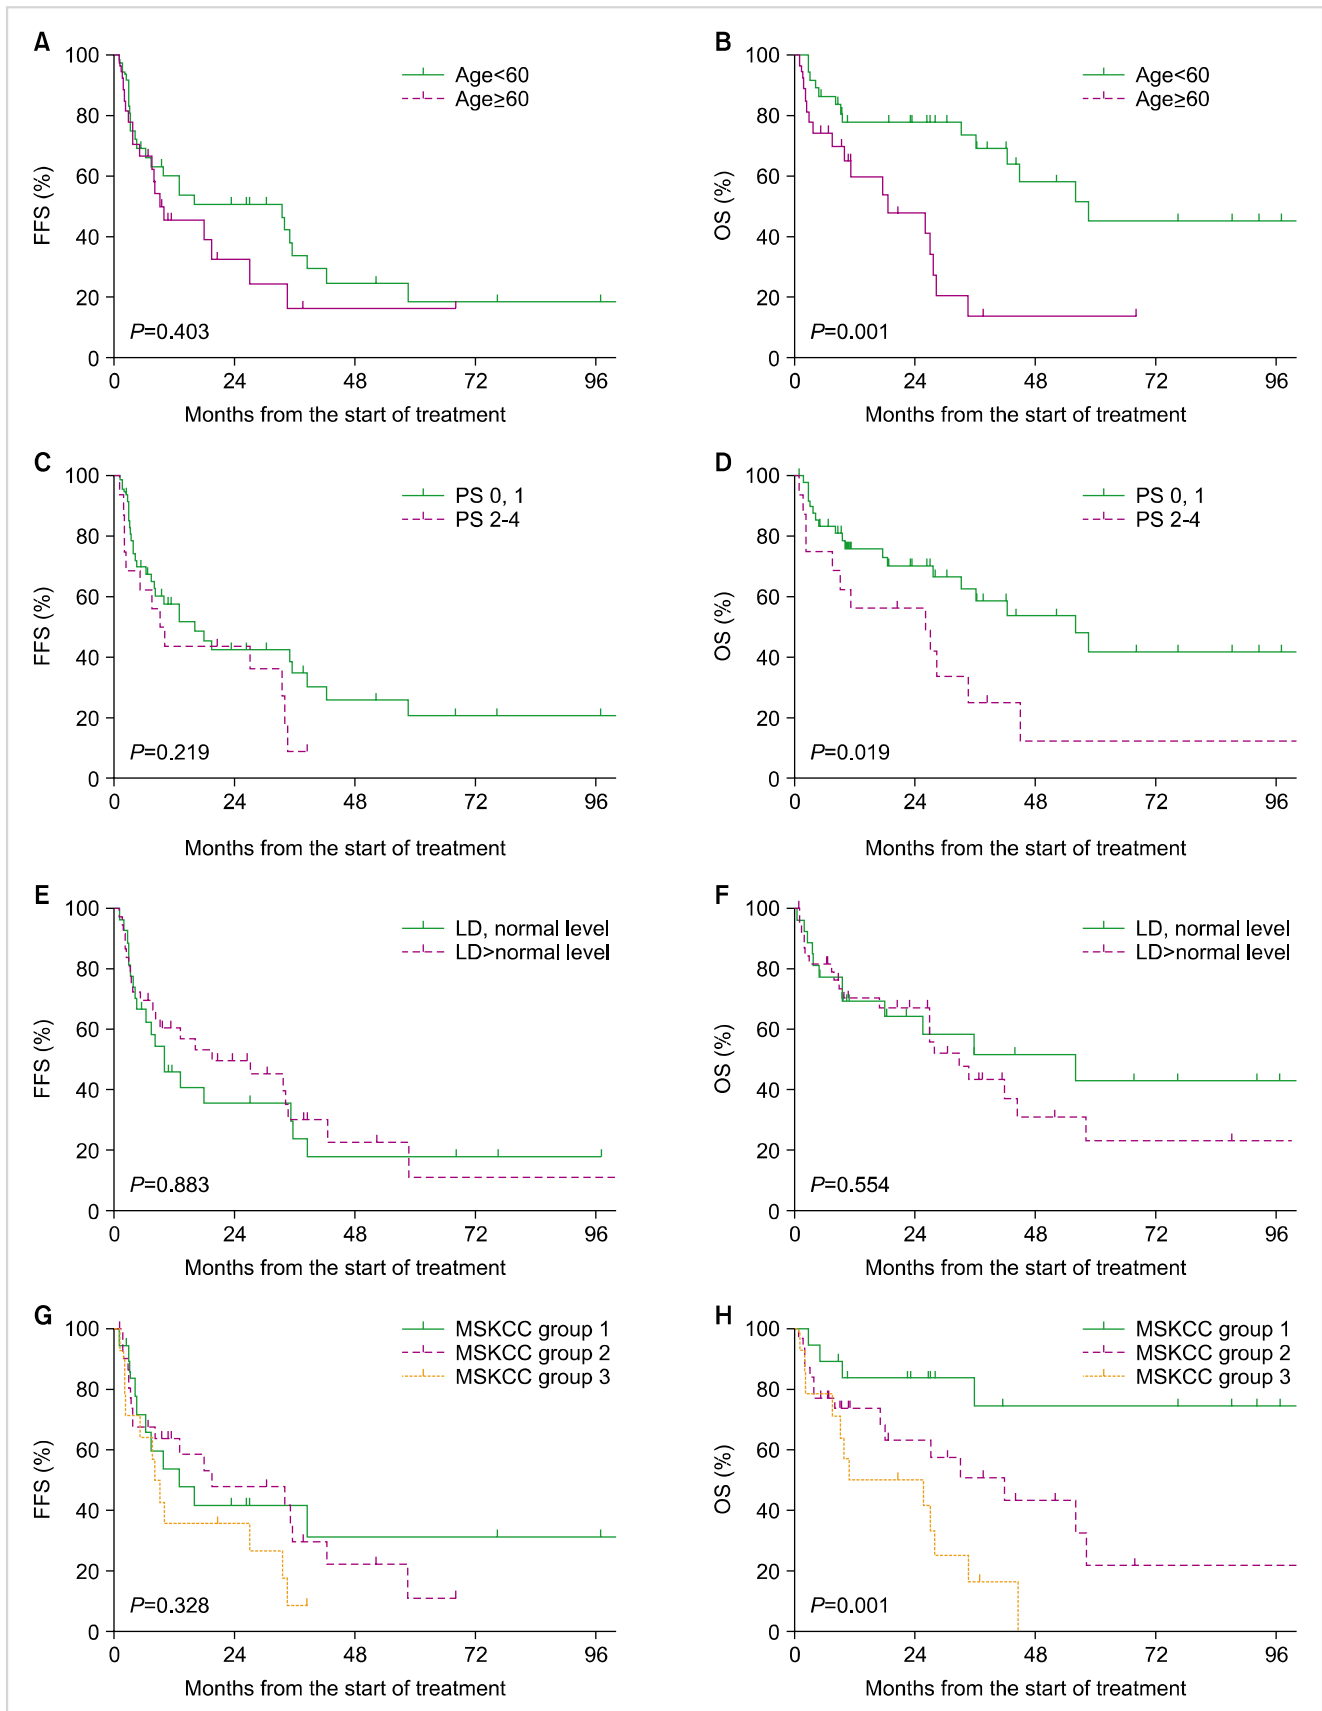 A
100
80
60
40
20
0
FFS (%)
Age<60
Age≥60
P=0.403
0 24 48 72 96
Months from the start of treatment
B
100
80
60
40
20
0
OS (%)
Age<60
Age≥60
P=0.001
0 24 48 72 96
Months from the start of treatment
C
100
80
60
40
20
0
FFS (%)
PS 0, 1
PS 2-4
P=0.219
0 24 48 72 96
Months from the start of treatment
D
100
80
60
40
20
0
OS (%)
PS 0, 1
PS 2-4
P=0.019
0 24 48 72 96
Months from the start of treatment
E
100
80
60
40
20
0
FFS (%)
LD, normal level
LD>normal level
P=0.883
0 24 48 72 96
Months from the start of treatment
F
100
80
60
40
20
0
OS (%)
LD, normal level
LD>normal level
P=0.554
0 24 48 72 96
Months from the start of treatment
G
100
80
60
40
20
0
FFS (%)
MSKCC group 1
MSKCC group 2
MSKCC group 3
P=0.328
0 24 48 72 96
Months from the start of treatment
H
100
80
60
40
20
0
OS (%)
MSKCC group 1
MSKCC group 2
MSKCC group 3
P=0.001
0 24 48 72 96
Months from the start of treatment